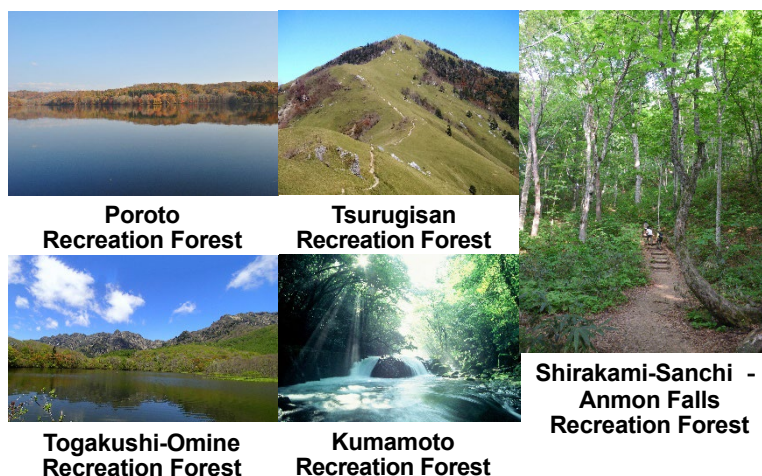 Poroto
Recreation Forest
Tsurugisan
Recreation Forest
Shirakami-Sanchi -
Anmon Falls
Recreation Forest
Togakushi-Omine
Recreation Forest
Kumamoto
Recreation Forest